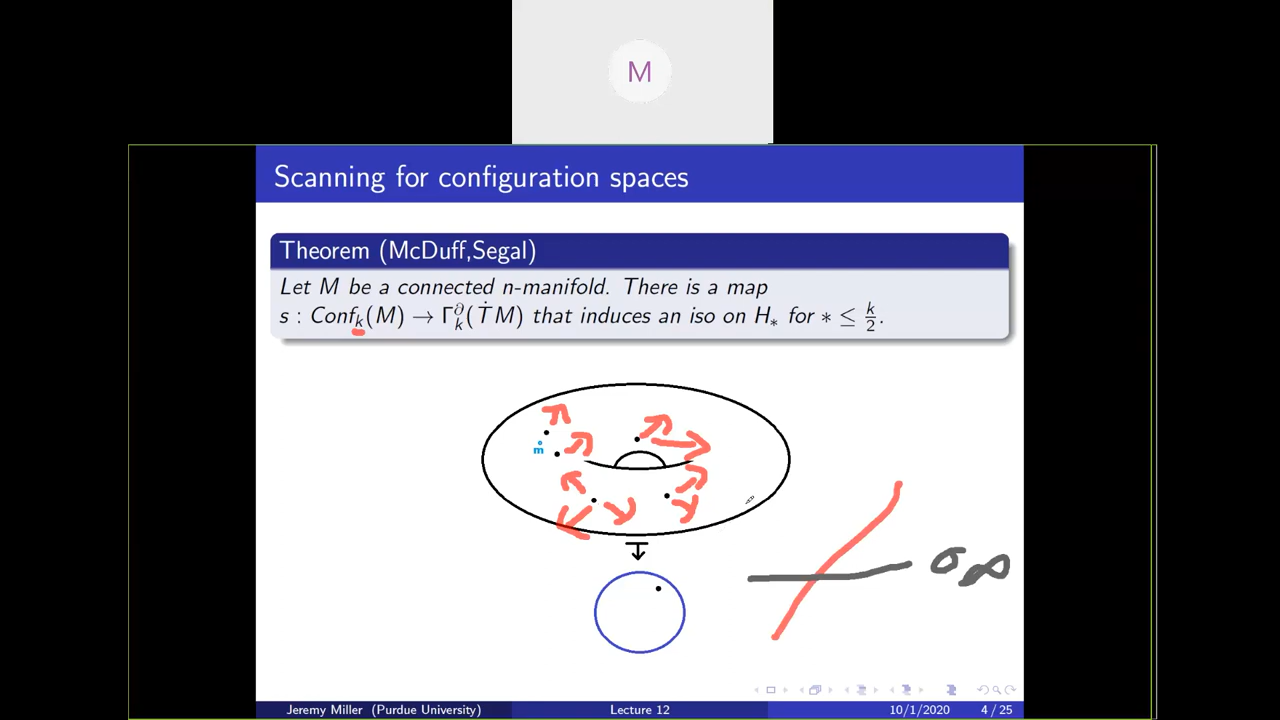 M
Scanning for configuration spaces
Theorem (McDuff,Segal)
Let M be a connected n-manifold. There is a map
s : Conf_k(M) → Γ^∂_k(ṪM) that induces an iso on H_* for * ≤ k/2.
m
σ∞
Jeremy Miller (Purdue University) Lecture 12 10/1/2020 4 / 25